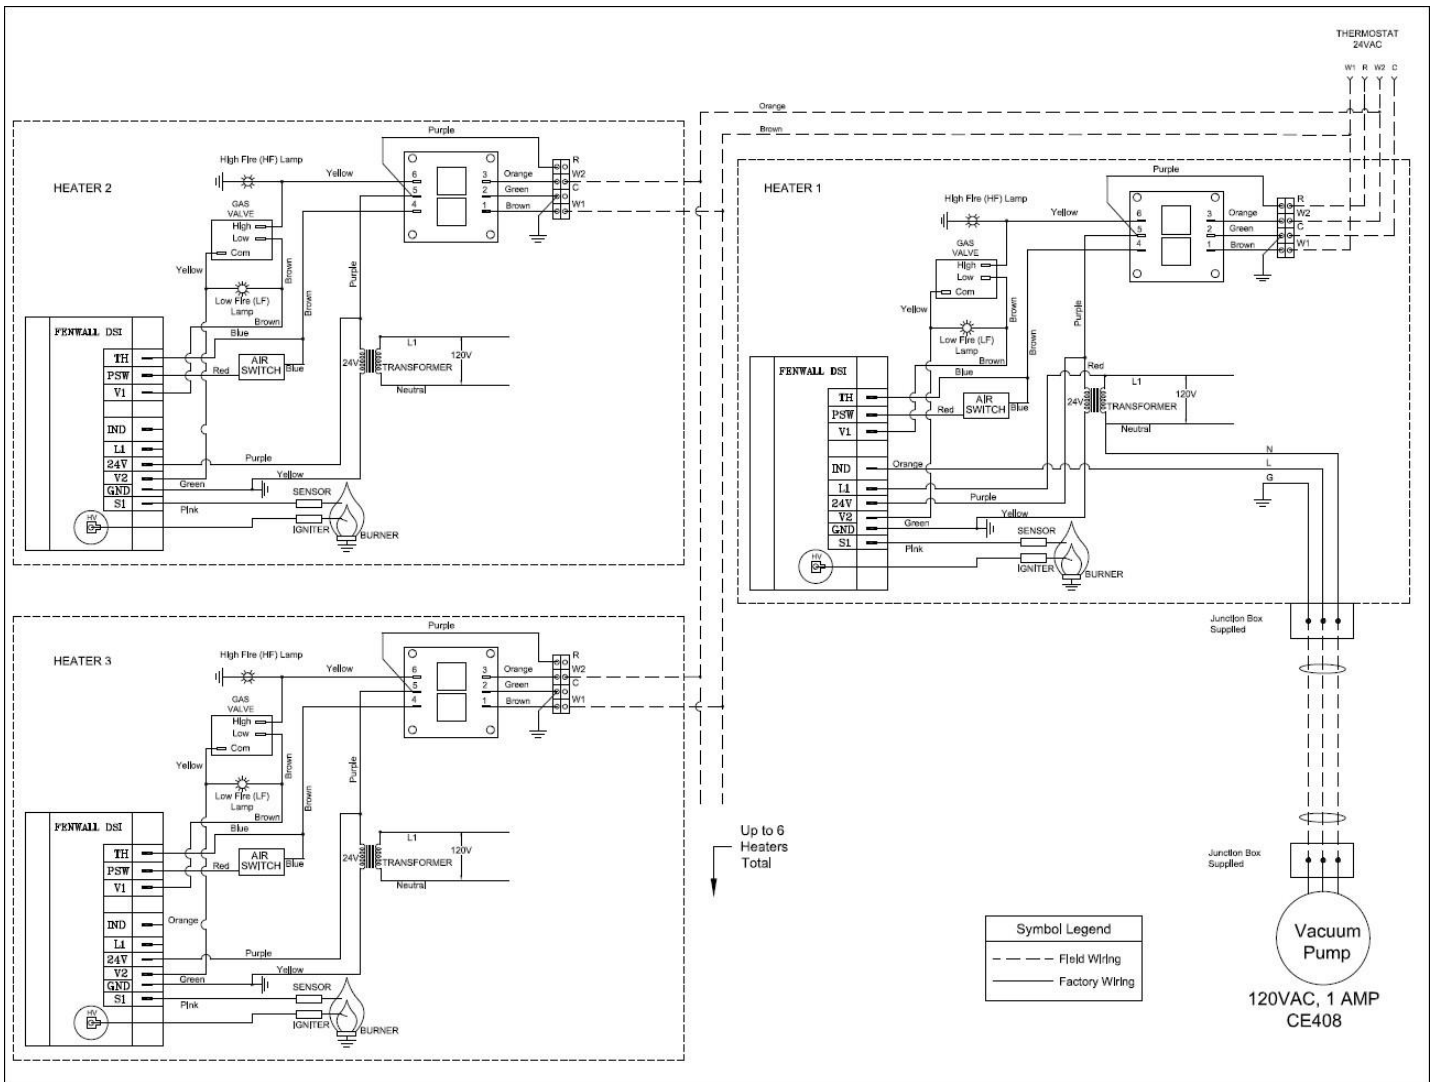 THERMOSTAT
24VAC
W1 R W2 C
Orange
Brown
HEATER 2
High Fire (HF) Lamp
Yellow
Purple
6
5
4
3
2
1
Orange
Green
Brown
R
W2
C
W1
GAS
VALVE
High
Low
Com
Yellow
Brown
Low Fire (LF)
Lamp
Brown
Blue
Brown
Purple
FENWALL DSI
TH
PSW
V1
IND
L1
24V
V2
GND
S1
HV
Red
AIR
SWITCH
Blue
24V
TRANSFORMER
L1
120V
Neutral
Purple
Yellow
Green
Pink
SENSOR
IGNITER
BURNER
HEATER 1
High Fire (HF) Lamp
Yellow
Purple
6
5
4
3
2
1
Orange
Green
Brown
R
W2
C
W1
GAS
VALVE
High
Low
Com
Yellow
Brown
Low Fire (LF)
Lamp
Brown
Blue
Brown
Purple
FENWALL DSI
TH
PSW
V1
IND
L1
24V
V2
GND
S1
HV
Red
AIR
SWITCH
Blue
Red
24V
TRANSFORMER
L1
120V
Neutral
Orange
N
L
G
Purple
Yellow
Green
Pink
SENSOR
IGNITER
BURNER
Junction Box
Supplied
HEATER 3
High Fire (HF) Lamp
Yellow
Purple
6
5
4
3
2
1
Orange
Green
Brown
R
W2
C
W1
GAS
VALVE
High
Low
Com
Yellow
Brown
Low Fire (LF)
Lamp
Brown
Blue
Brown
Purple
FENWALL DSI
TH
PSW
V1
IND
L1
24V
V2
GND
S1
HV
Red
AIR
SWITCH
Blue
24V
TRANSFORMER
L1
120V
Neutral
Orange
Purple
Yellow
Green
Pink
SENSOR
IGNITER
BURNER
Up to 6
Heaters
Total
Junction Box
Supplied
Symbol Legend
Field Wiring
Factory Wiring
Vacuum
Pump
120VAC, 1 AMP
CE408